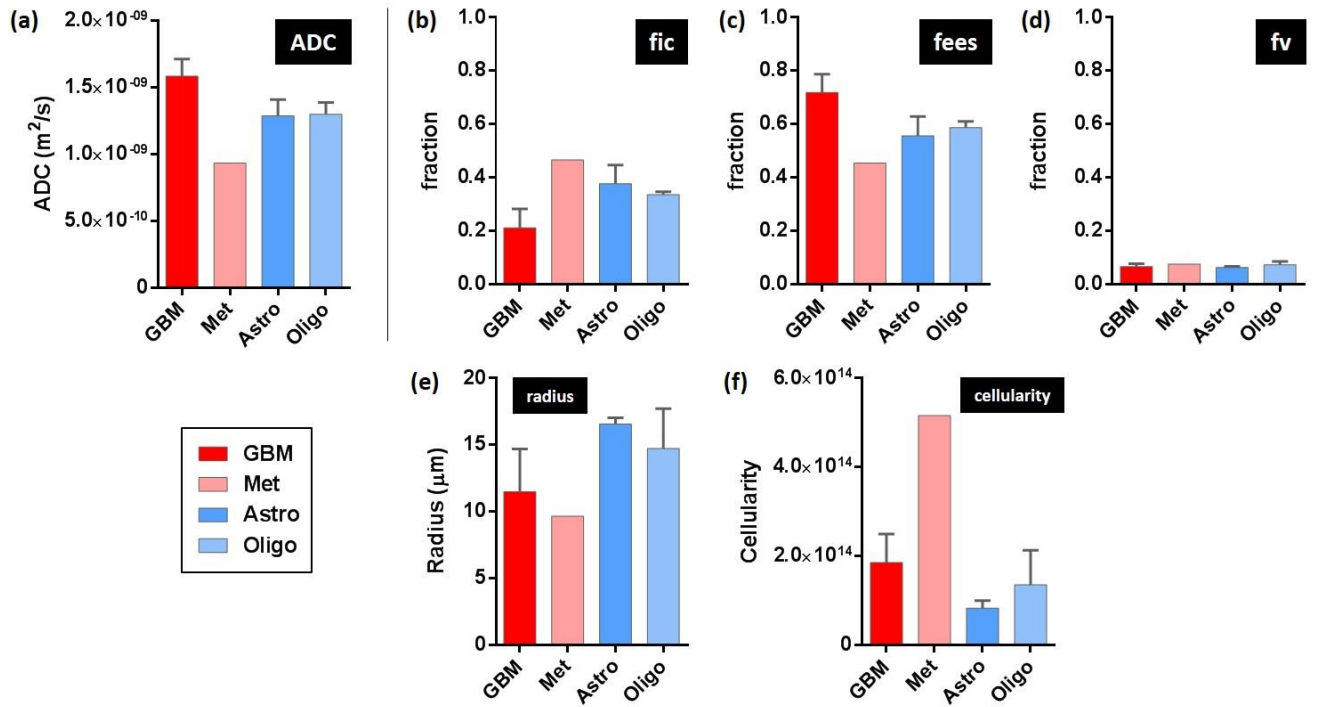 (a)
ADC
ADC (m²/s)
2.0×10⁻⁰⁹
1.5×10⁻⁰⁹
1.0×10⁻⁰⁹
5.0×10⁻¹⁰
0
GBM
Met
Astro
Oligo
(b)
fic
fraction
1.0
0.8
0.6
0.4
0.2
0.0
GBM
Met
Astro
Oligo
(c)
fees
fraction
1.0
0.8
0.6
0.4
0.2
0.0
GBM
Met
Astro
Oligo
(d)
fv
fraction
1.0
0.8
0.6
0.4
0.2
0.0
GBM
Met
Astro
Oligo
GBM
Met
Astro
Oligo
(e)
radius
Radius (μm)
20
15
10
5
0
GBM
Met
Astro
Oligo
(f)
cellularity
Cellularity
6.0×10¹⁴
4.0×10¹⁴
2.0×10¹⁴
0
GBM
Met
Astro
Oligo